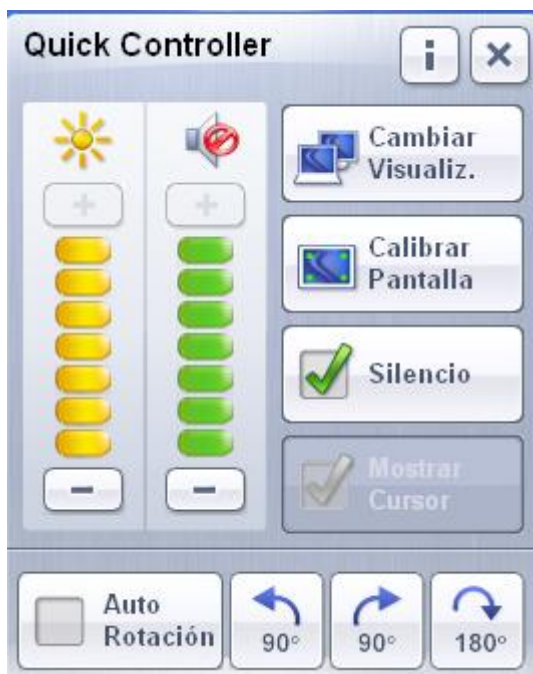 Quick Controller
i
Cambiar
Visualiz.
Calibrar
Pantalla
Silencio
Mostrar
Cursor
Auto
Rotación
90°
90°
180°